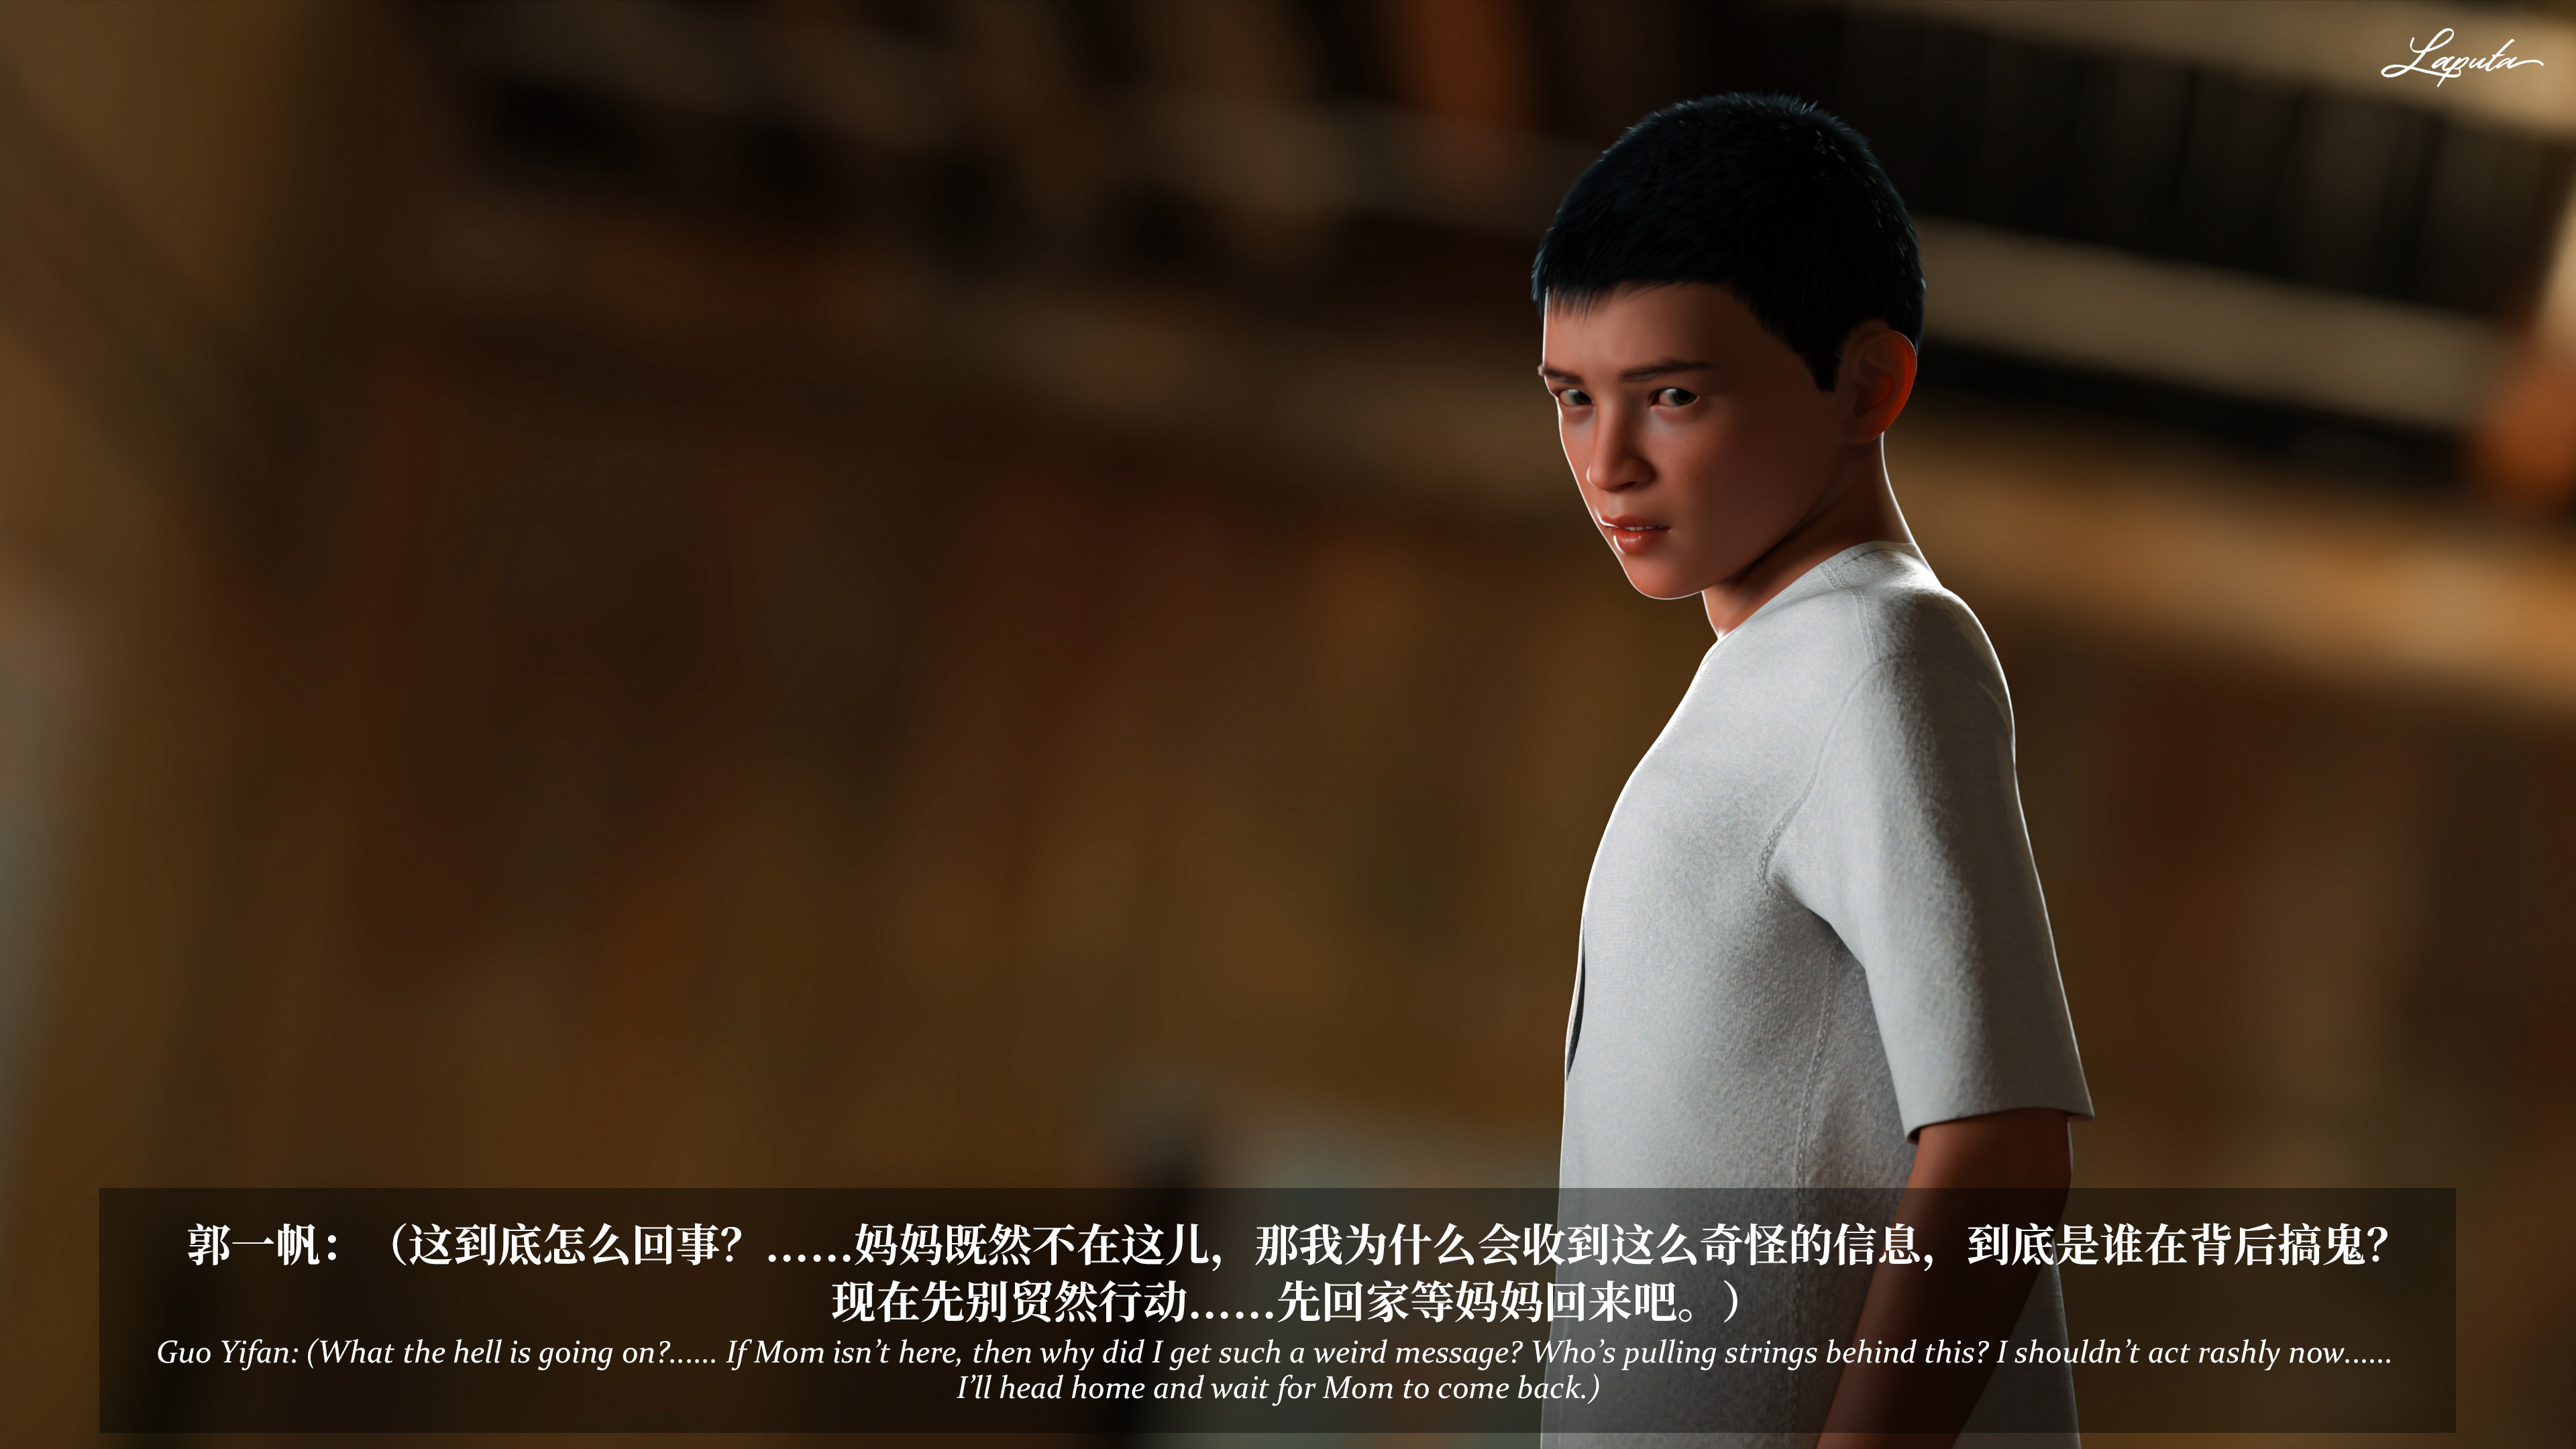 Laputa
郭一帆：（这到底怎么回事？……妈妈既然不在这儿，那我为什么会收到这么奇怪的信息，到底是谁在背后搞鬼？
现在先别贸然行动……先回家等妈妈回来吧。）
Guo Yifan: (What the hell is going on?...... If Mom isn’t here, then why did I get such a weird message? Who’s pulling strings behind this? I shouldn’t act rashly now......
I’ll head home and wait for Mom to come back.)